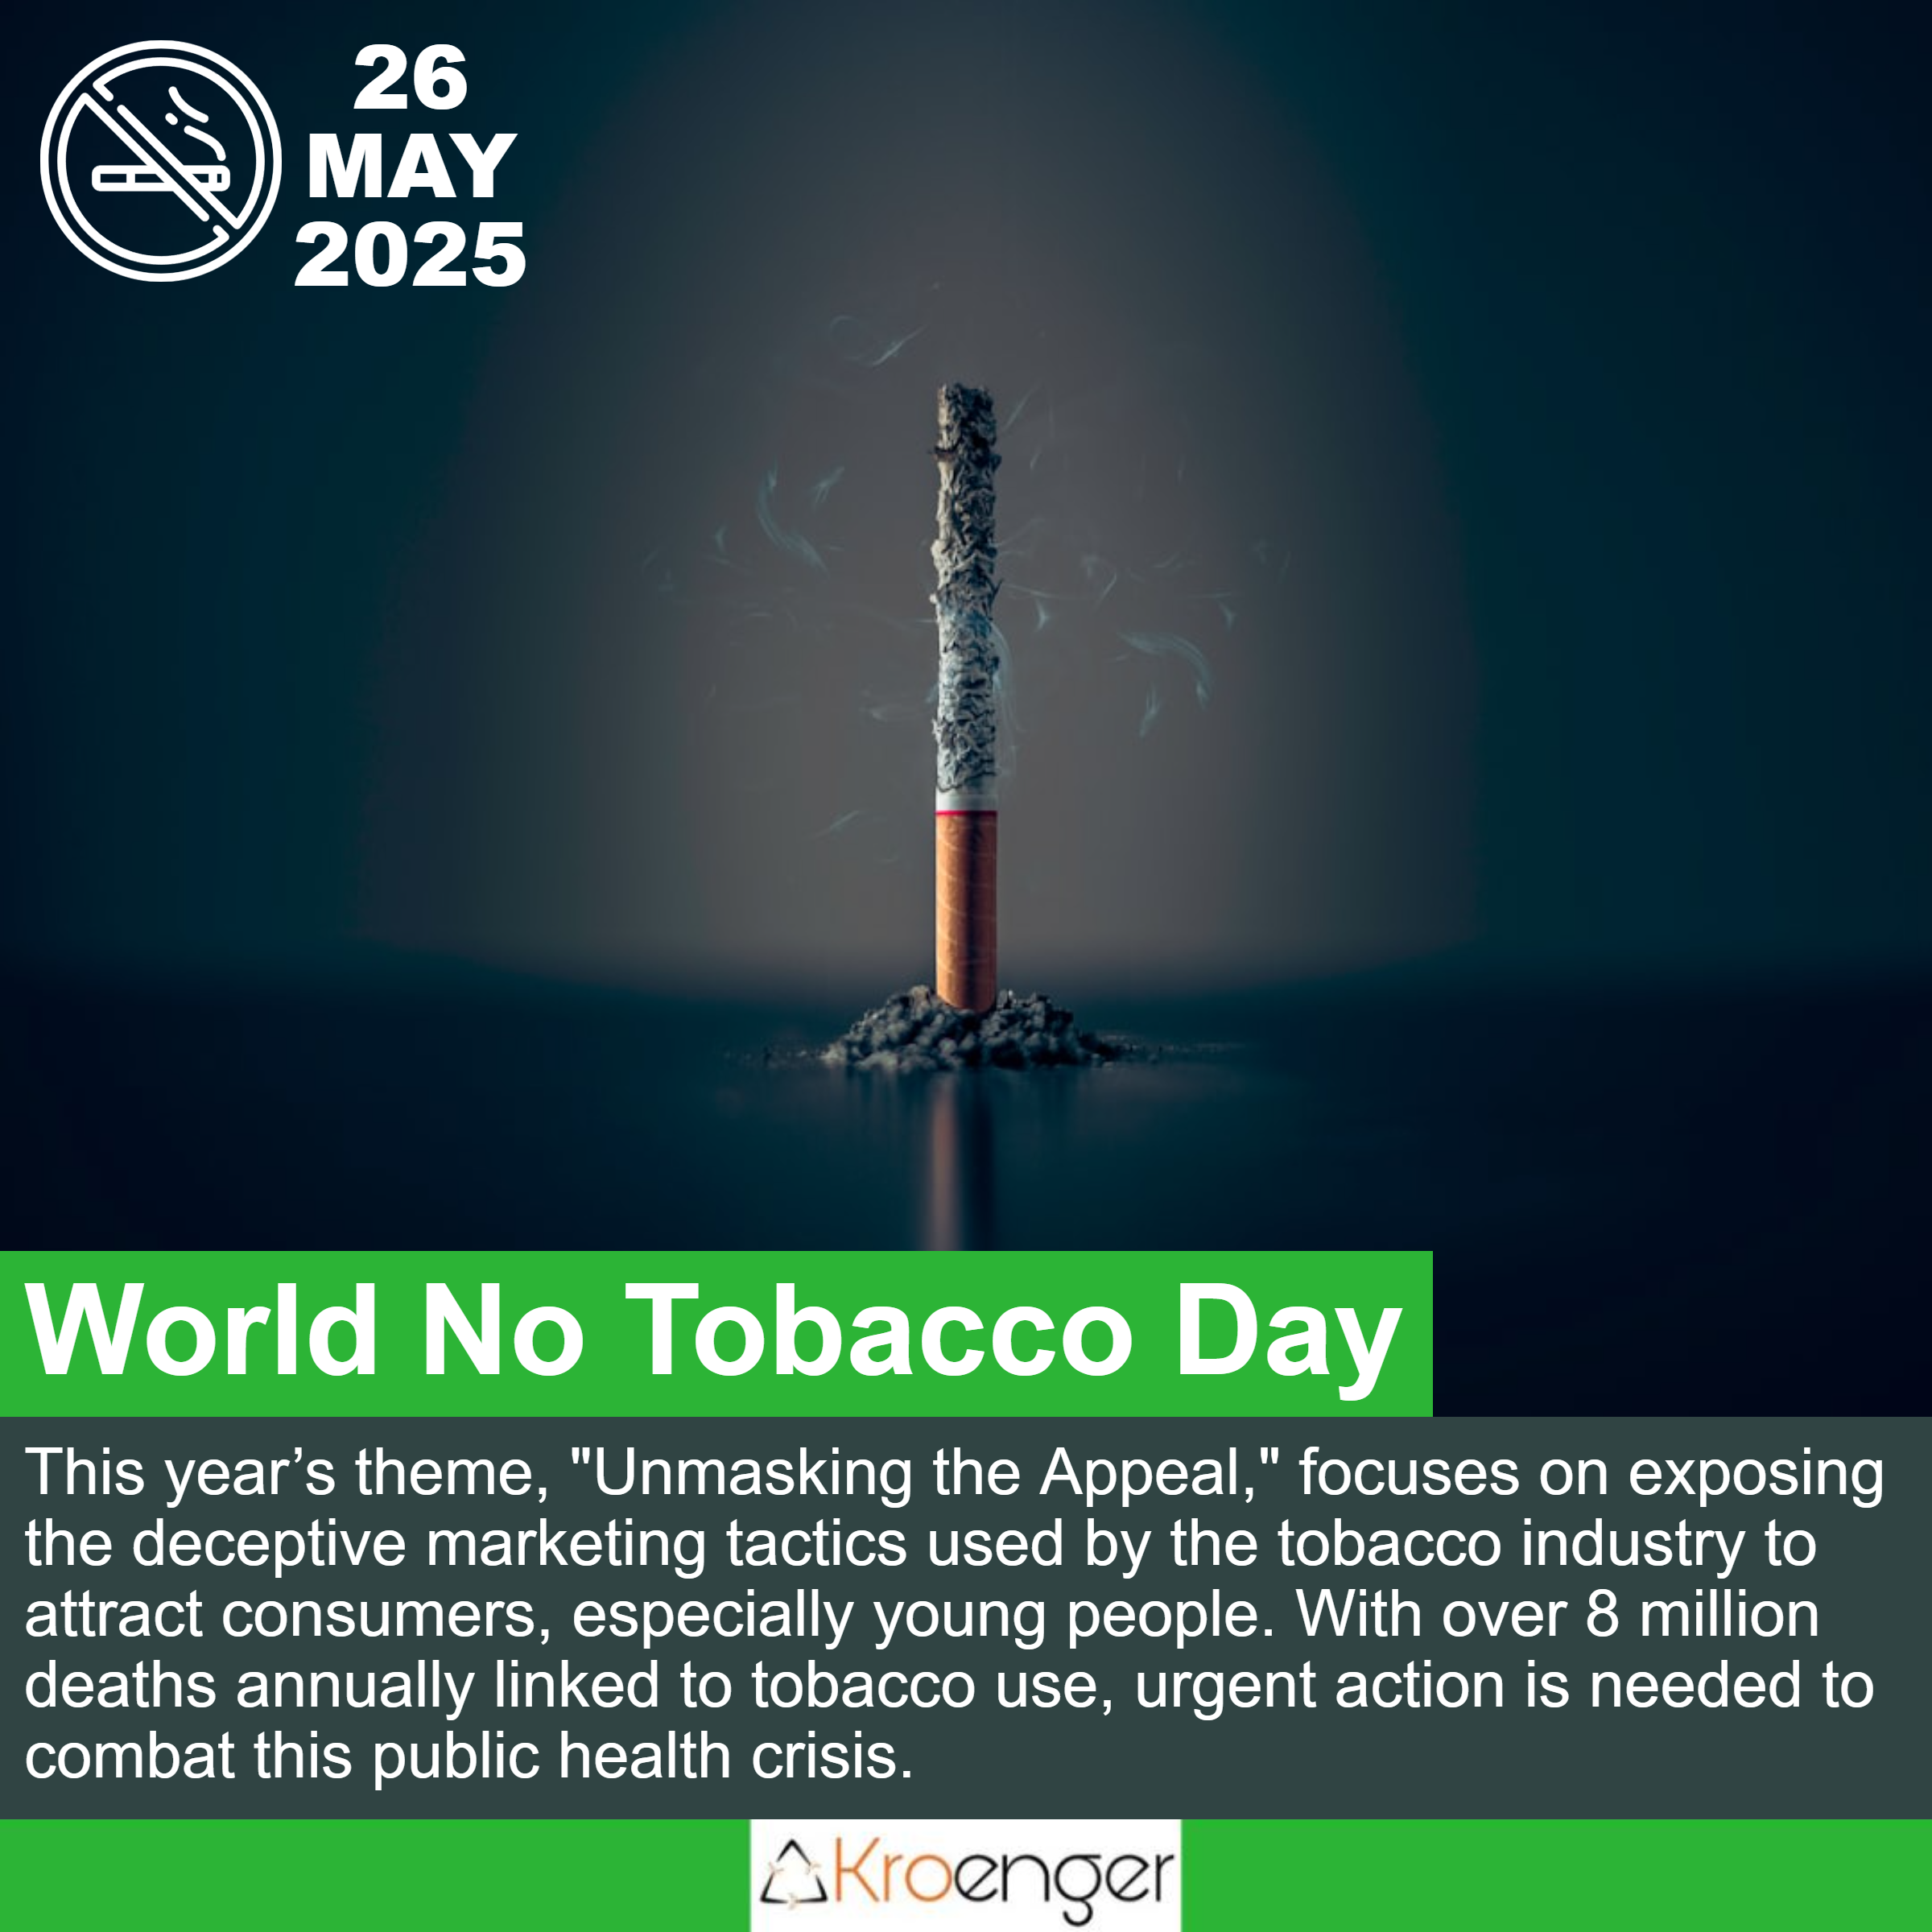 26
MAY
2025
World No Tobacco Day
This year’s theme, "Unmasking the Appeal," focuses on exposing
the deceptive marketing tactics used by the tobacco industry to
attract consumers, especially young people. With over 8 million
deaths annually linked to tobacco use, urgent action is needed to
combat this public health crisis.
Kroenger